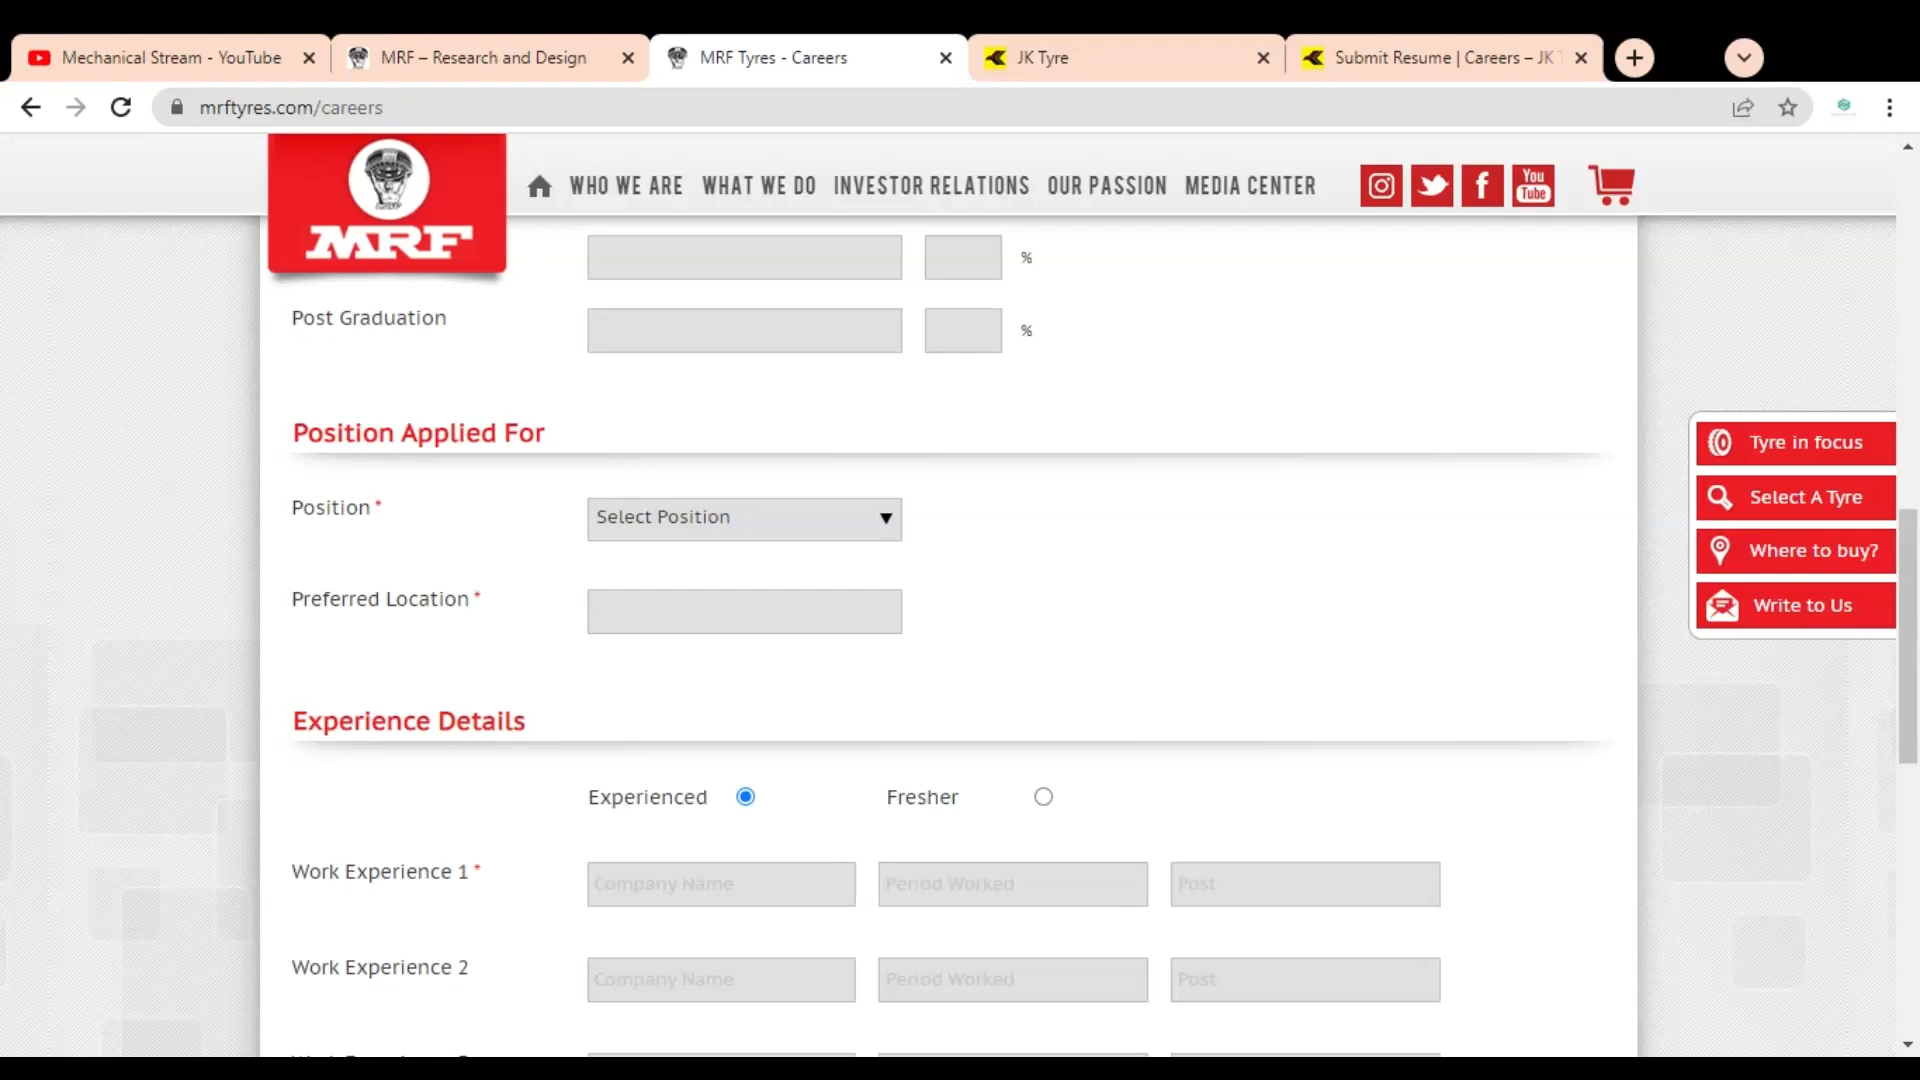 Mechanical Stream - YouTube
MRF – Research and Design
MRF Tyres - Careers
JK Tyre
Submit Resume | Careers – JK
mrftyres.com/careers
MRF
WHO WE ARE
WHAT WE DO
INVESTOR RELATIONS
OUR PASSION
MEDIA CENTER
You
Tube
%
Post Graduation
%
Position Applied For
Position *
Select Position
Preferred Location *
Tyre in focus
Select A Tyre
Where to buy?
Write to Us
Experience Details
Experienced
Fresher
Work Experience 1 *
Company Name
Period Worked
Post
Work Experience 2
Company Name
Period Worked
Post